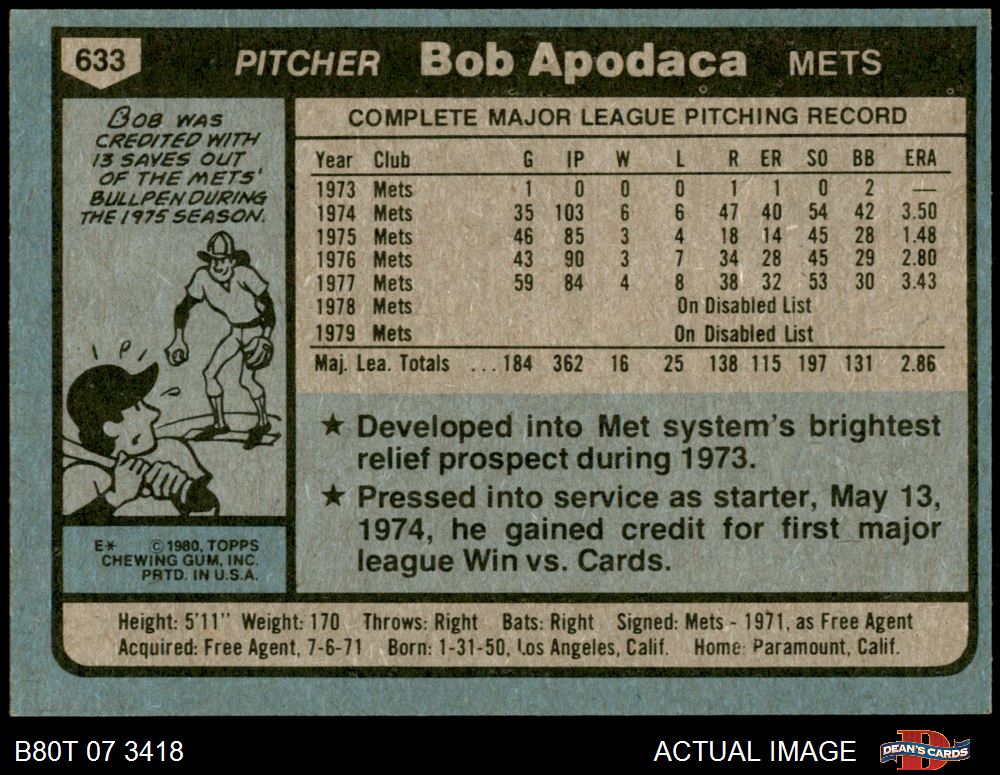 633 PITCHER Bob Apodaca METS
BOB WAS
CREDITED WITH
13 SAVES OUT
OF THE METS'
BULLPEN DURING
THE 1975 SEASON.
COMPLETE MAJOR LEAGUE PITCHING RECORD
Year Club G IP W L R ER SO BB ERA
1973 Mets 1 0 0 0 1 1 0 2 —
1974 Mets 35 103 6 6 47 40 54 42 3.50
1975 Mets 46 85 3 4 18 14 45 28 1.48
1976 Mets 43 90 3 7 34 28 45 29 2.80
1977 Mets 59 84 4 8 38 32 53 30 3.43
1978 Mets On Disabled List
1979 Mets On Disabled List
Maj. Lea. Totals ...184 362 16 25 138 115 197 131 2.86
★ Developed into Met system's brightest
relief prospect during 1973.
★ Pressed into service as starter, May 13,
1974, he gained credit for first major
league Win vs. Cards.
E* © 1980, TOPPS
CHEWING GUM, INC.
PRTD. IN U.S.A.
Height: 5'11" Weight: 170 Throws: Right Bats: Right Signed: Mets - 1971, as Free Agent
Acquired: Free Agent, 7-6-71 Born: 1-31-50, Los Angeles, Calif. Home: Paramount, Calif.
B80T 07 3418 ACTUAL IMAGE DEAN'S CARDS